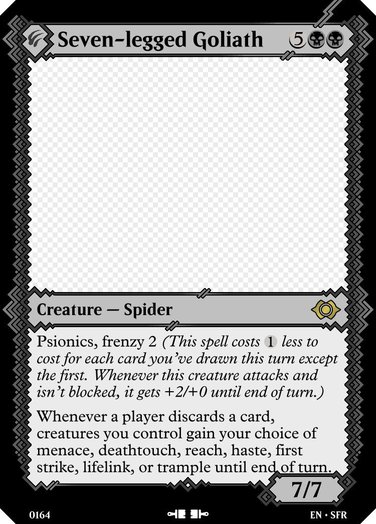 Seven-legged Goliath 5
Creature — Spider
Psionics, frenzy 2 (This spell costs 1 less to
cost for each card you've drawn this turn except
the first. Whenever this creature attacks and
isn't blocked, it gets +2/+0 until end of turn.)
Whenever a player discards a card,
creatures you control gain your choice of
menace, deathtouch, reach, haste, first
strike, lifelink, or trample until end of turn.
7/7
0164 EN • SFR